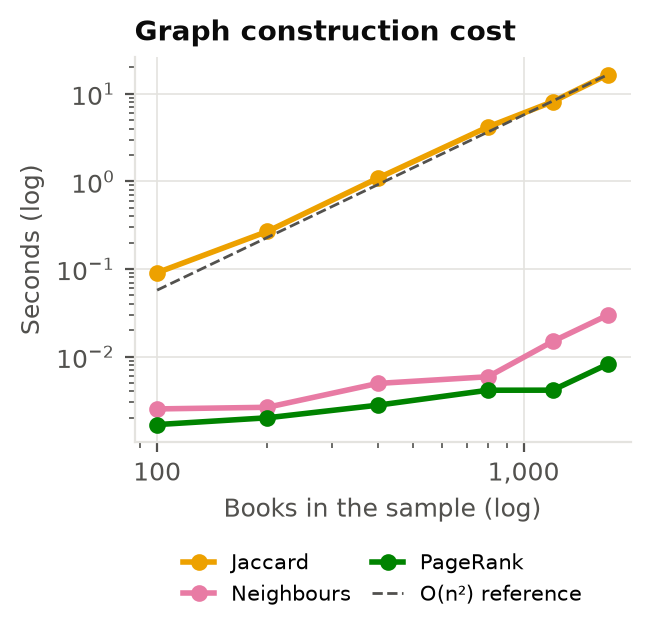 Graph construction cost
Seconds (log)
10¹
10⁰
10⁻¹
10⁻²
100 1,000
Books in the sample (log)
Jaccard PageRank
Neighbours O(n²) reference